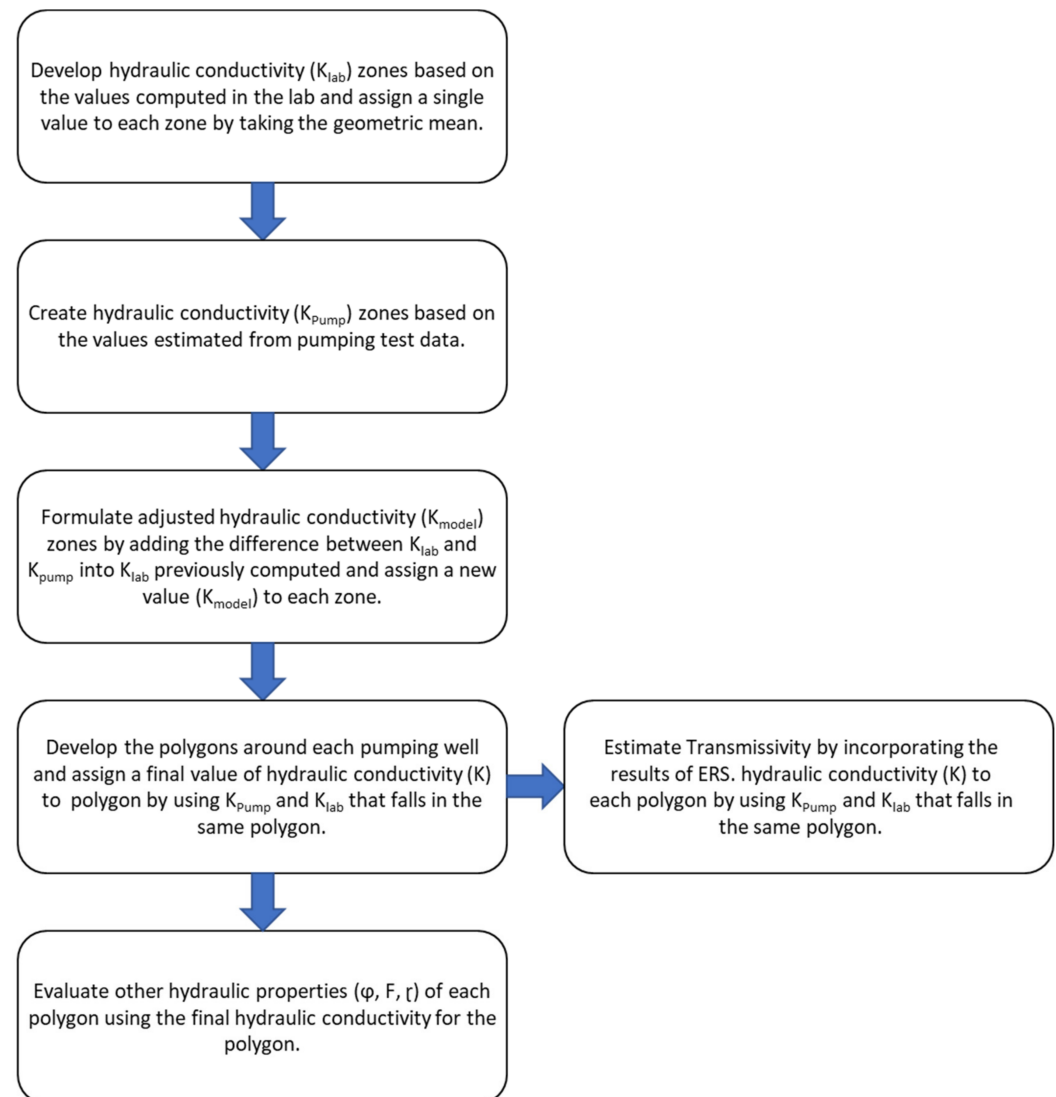 Develop hydraulic conductivity (Klab) zones based on
the values computed in the lab and assign a single
value to each zone by taking the geometric mean.
Create hydraulic conductivity (KPump) zones based on
the values estimated from pumping test data.
Formulate adjusted hydraulic conductivity (Kmodel)
zones by adding the difference between Klab and
Kpump into Klab previously computed and assign a new
value (Kmodel) to each zone.
Develop the polygons around each pumping well
and assign a final value of hydraulic conductivity (K)
to polygon by using KPump and Klab that falls in the
same polygon.
Estimate Transmissivity by incorporating the
results of ERS. hydraulic conductivity (K) to
each polygon by using KPump and Klab that falls in
the same polygon.
Evaluate other hydraulic properties (φ, F, ɽ) of each
polygon using the final hydraulic conductivity for the
polygon.